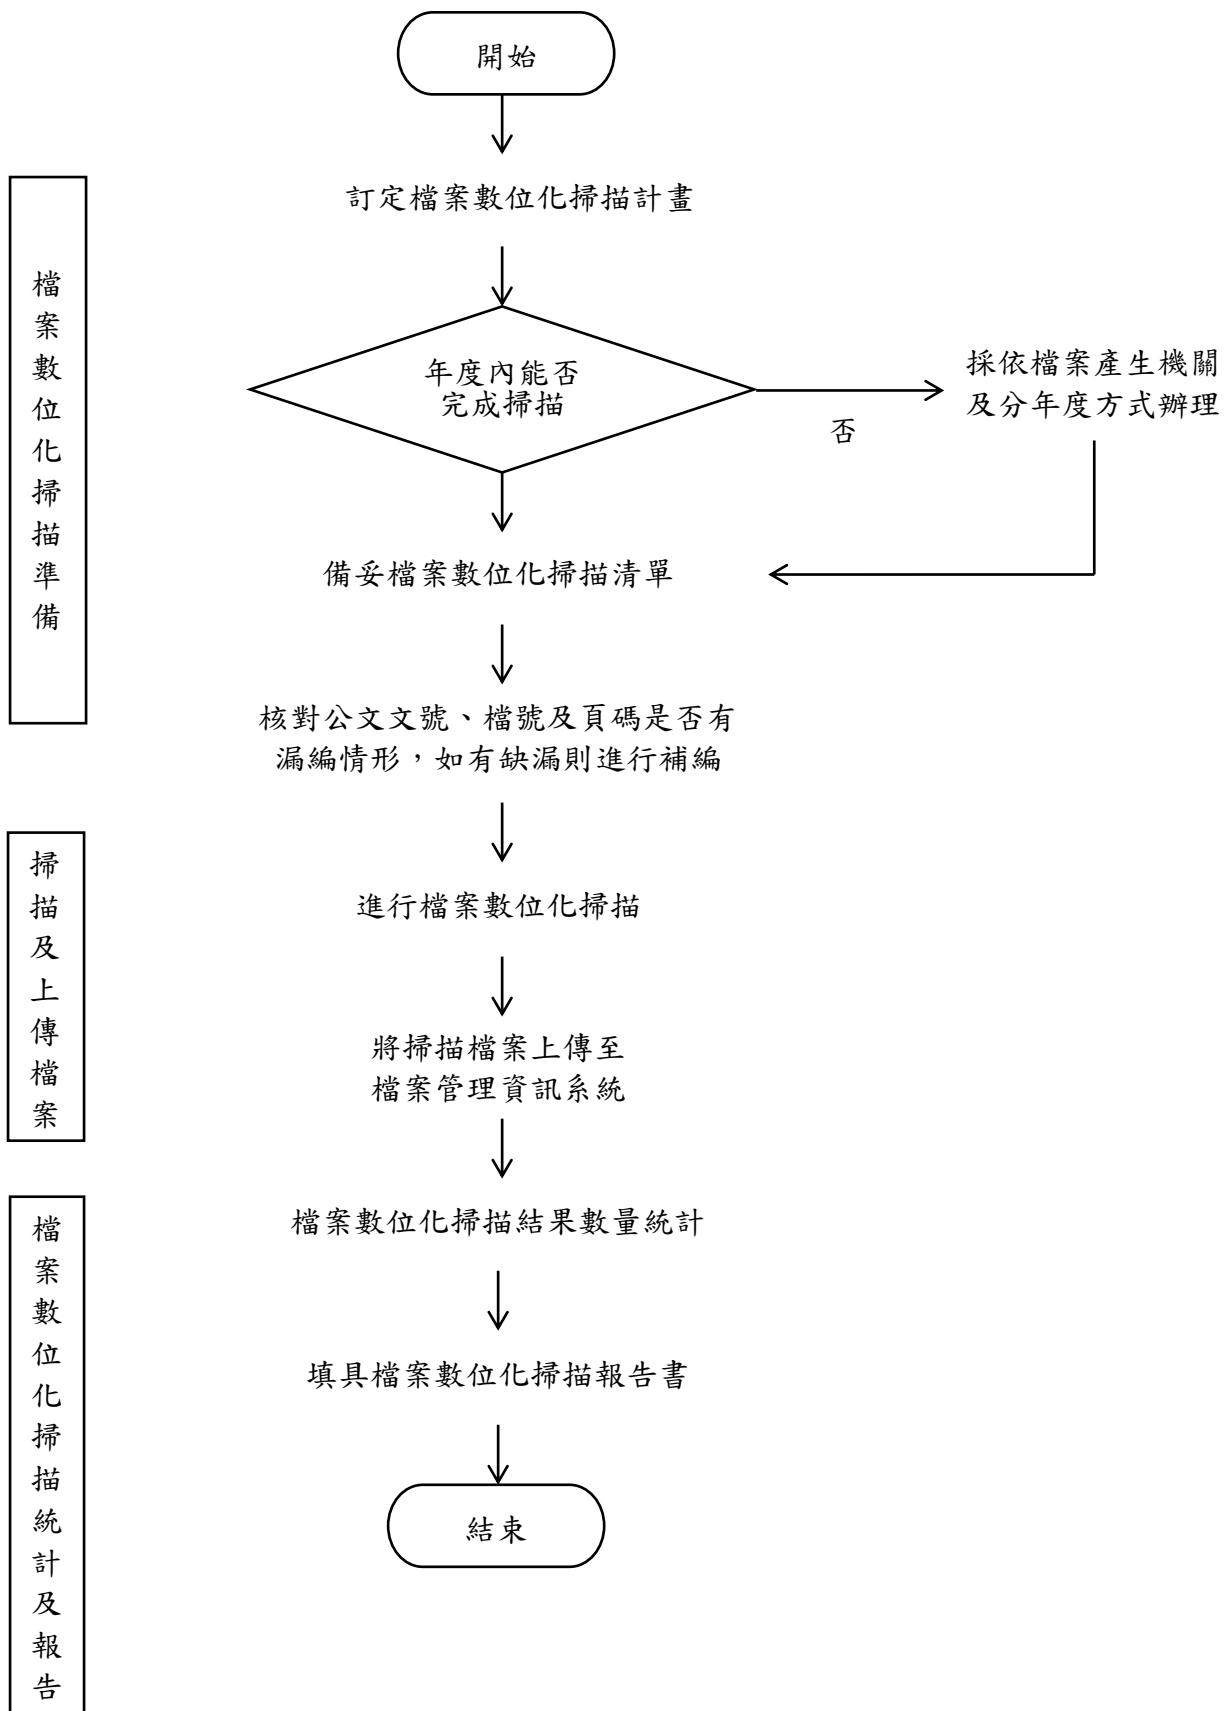 開始
訂定檔案數位化掃描計畫
檔案數位化掃描準備
年度內能否
完成掃描
否
採依檔案產生機關
及分年度方式辦理
備妥檔案數位化掃描清單
核對公文文號、檔號及頁碼是否有
漏編情形，如有缺漏則進行補編
掃描及上傳檔案
進行檔案數位化掃描
將掃描檔案上傳至
檔案管理資訊系統
檔案數位化掃描統計及報告
檔案數位化掃描結果數量統計
填具檔案數位化掃描報告書
結束